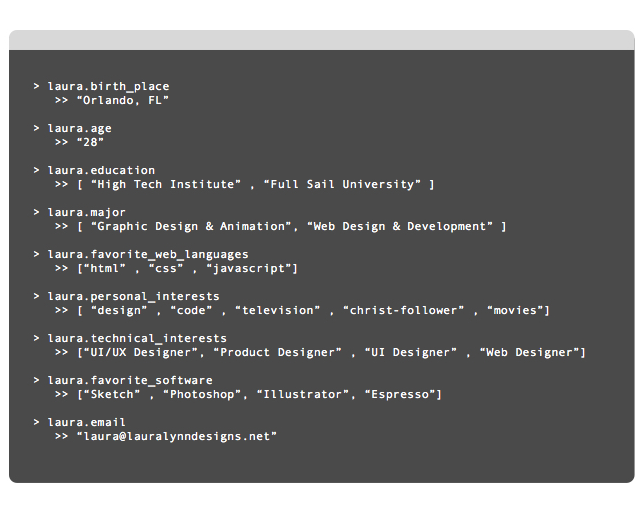 > laura.birth_place
>> “Orlando, FL”
> laura.age
>> “28”
> laura.education
>> [ “High Tech Institute” , “Full Sail University” ]
> laura.major
>> [ “Graphic Design & Animation”, “Web Design & Development” ]
> laura.favorite_web_languages
>> [“html” , “css” , “javascript”]
> laura.personal_interests
>> [ “design” , “code” , “television” , “christ-follower” , “movies”]
> laura.technical_interests
>> [“UI/UX Designer”, “Product Designer” , “UI Designer” , “Web Designer”]
> laura.favorite_software
>> [“Sketch” , “Photoshop”, “Illustrator”, “Espresso”]
> laura.email
>> “laura@lauralynndesigns.net”